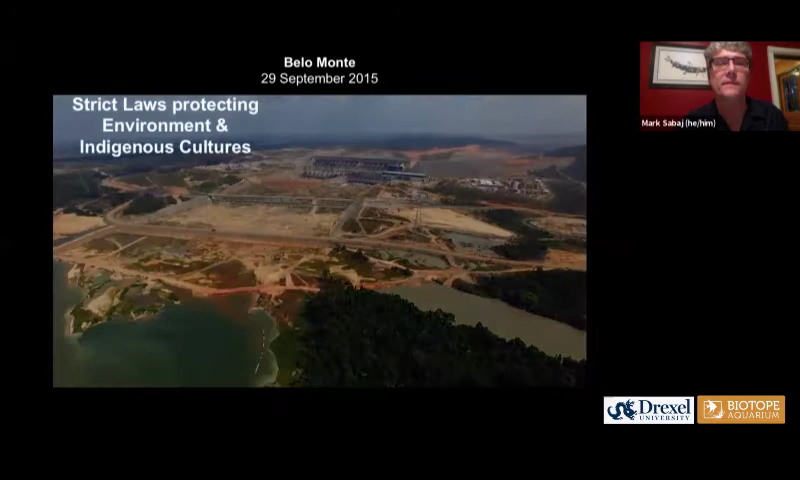 Belo Monte
29 September 2015
Strict Laws protecting
Environment &
Indigenous Cultures
Mark Sabaj (he/him)
Drexel
UNIVERSITY
BIOTOPE
AQUARIUM